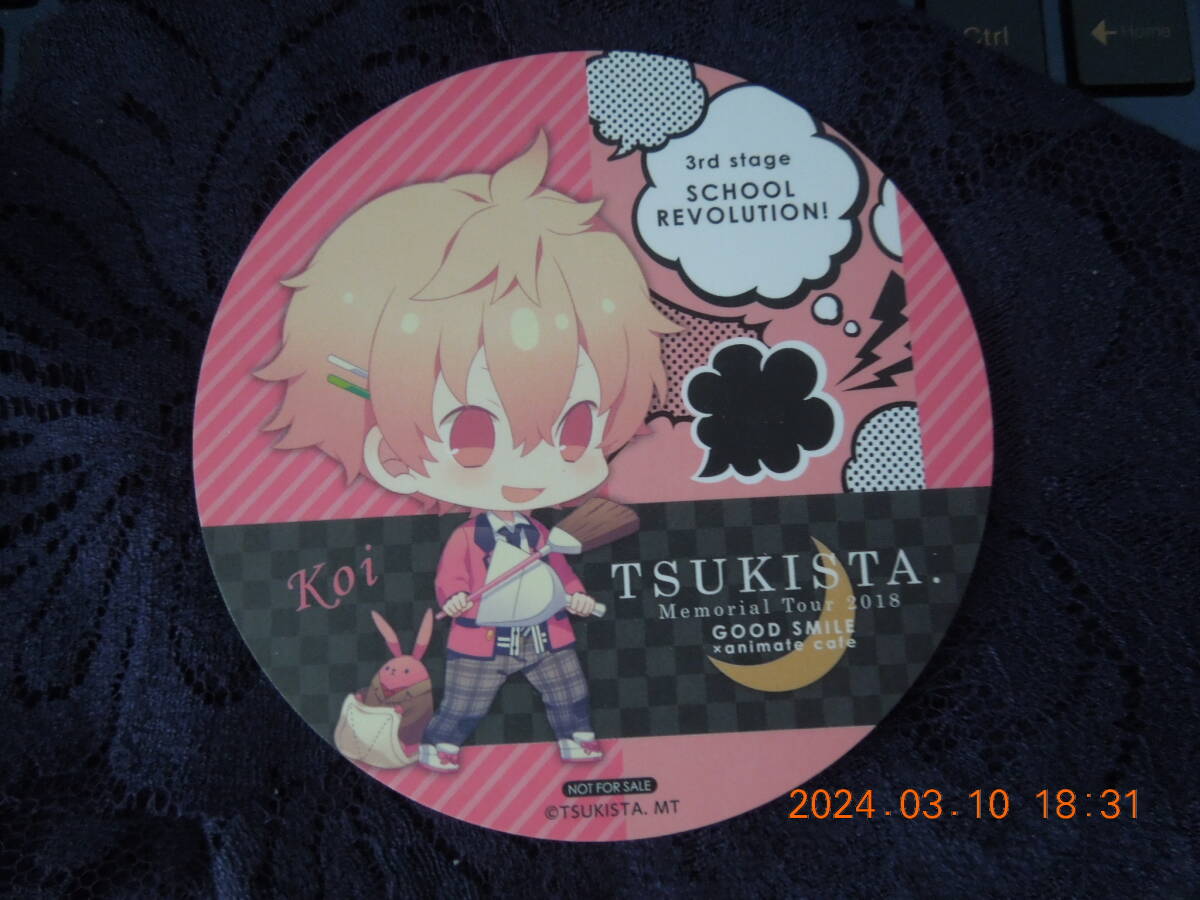 Ctrl
Home
3rd stage
SCHOOL
REVOLUTION!
Koi
TSUKISTA.
Memorial Tour 2018
GOOD SMILE
×animate cafe
NOT FOR SALE
©TSUKISTA. MT
2024.03.10 18:31